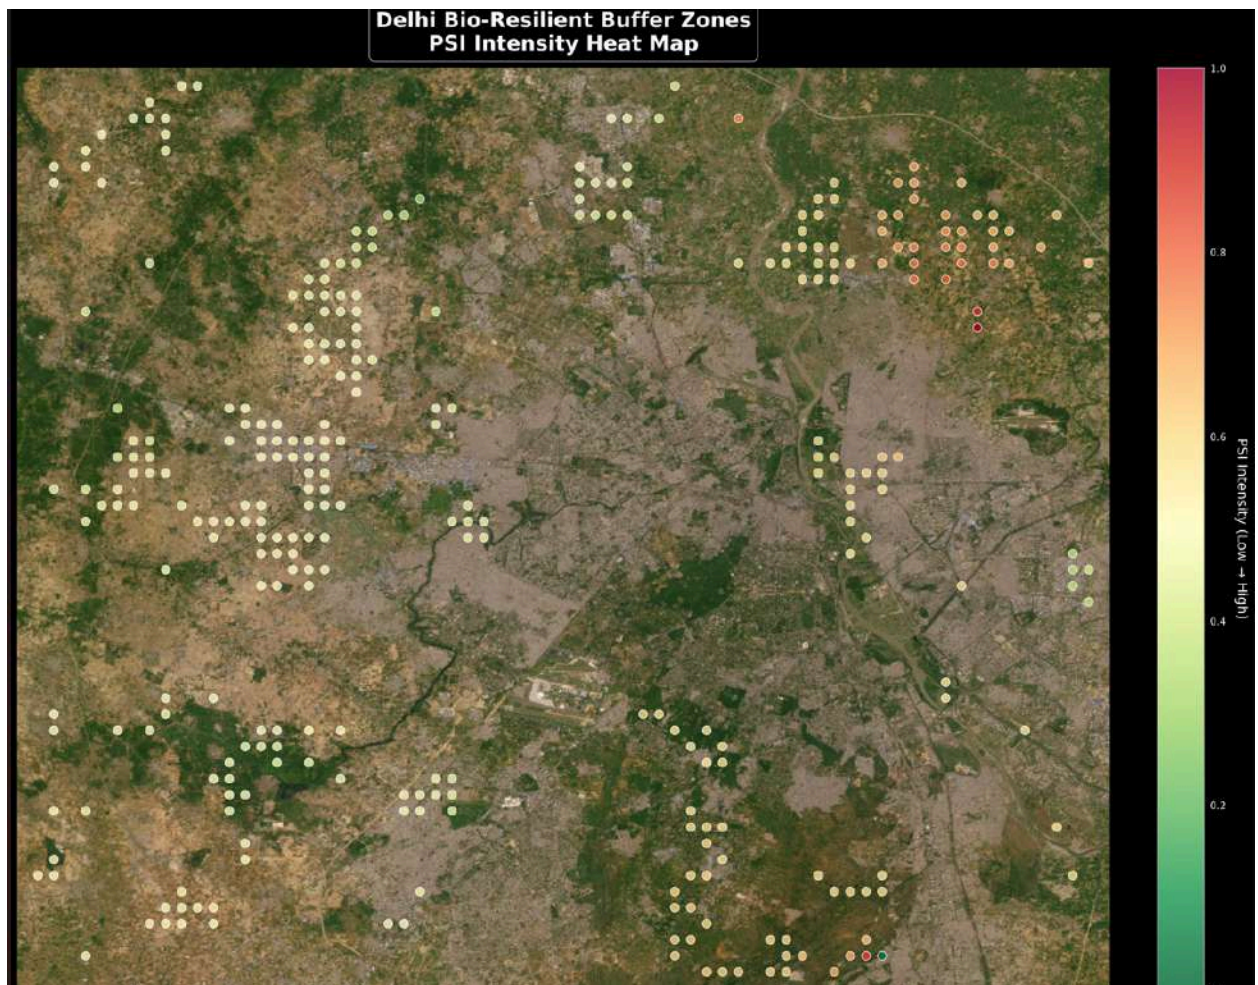 Delhi Bio-Resilient Buffer Zones
PSI Intensity Heat Map
1.0
0.8
0.6
0.4
0.2
PSI Intensity (Low → High)